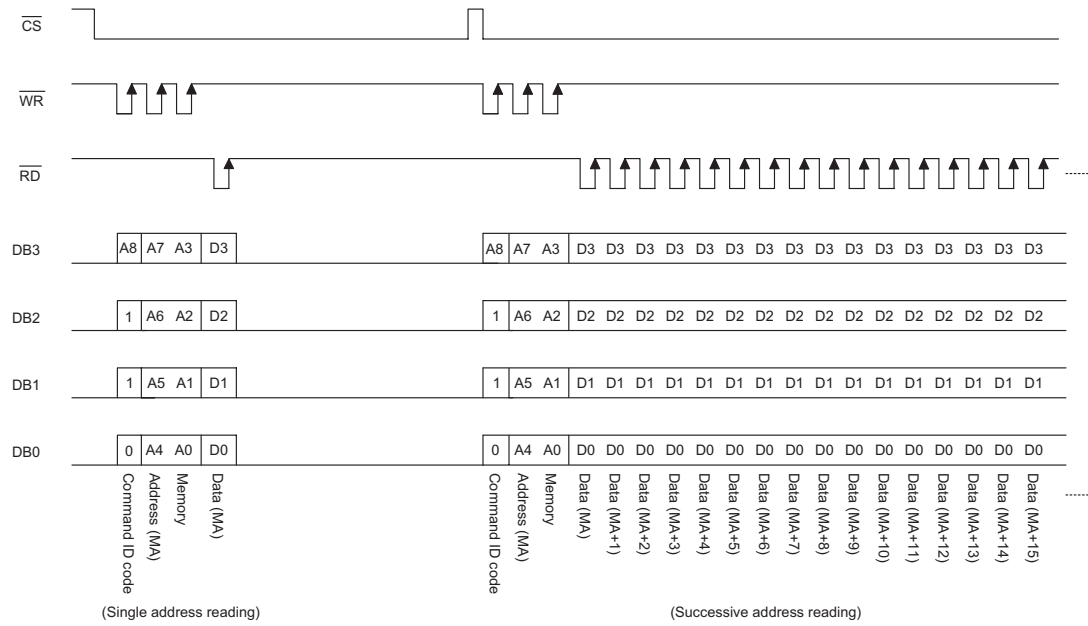 CS
WR
RD
DB3 A8 A7 A3 D3 A8 A7 A3 D3 D3 D3 D3 D3 D3 D3 D3 D3 D3 D3 D3 D3 D3 D3 D3
DB2 1 A6 A2 D2 1 A6 A2 D2 D2 D2 D2 D2 D2 D2 D2 D2 D2 D2 D2 D2 D2 D2 D2
DB1 1 A5 A1 D1 1 A5 A1 D1 D1 D1 D1 D1 D1 D1 D1 D1 D1 D1 D1 D1 D1 D1 D1
DB0 0 A4 A0 D0 0 A4 A0 D0 D0 D0 D0 D0 D0 D0 D0 D0 D0 D0 D0 D0 D0 D0 D0
Command ID code
Address (MA)
Memory
Data (MA)
Command ID code
Address (MA)
Memory
Data (MA)
Data (MA+1)
Data (MA+2)
Data (MA+3)
Data (MA+4)
Data (MA+5)
Data (MA+6)
Data (MA+7)
Data (MA+8)
Data (MA+9)
Data (MA+10)
Data (MA+11)
Data (MA+12)
Data (MA+13)
Data (MA+14)
Data (MA+15)
(Single address reading)
(Successive address reading)